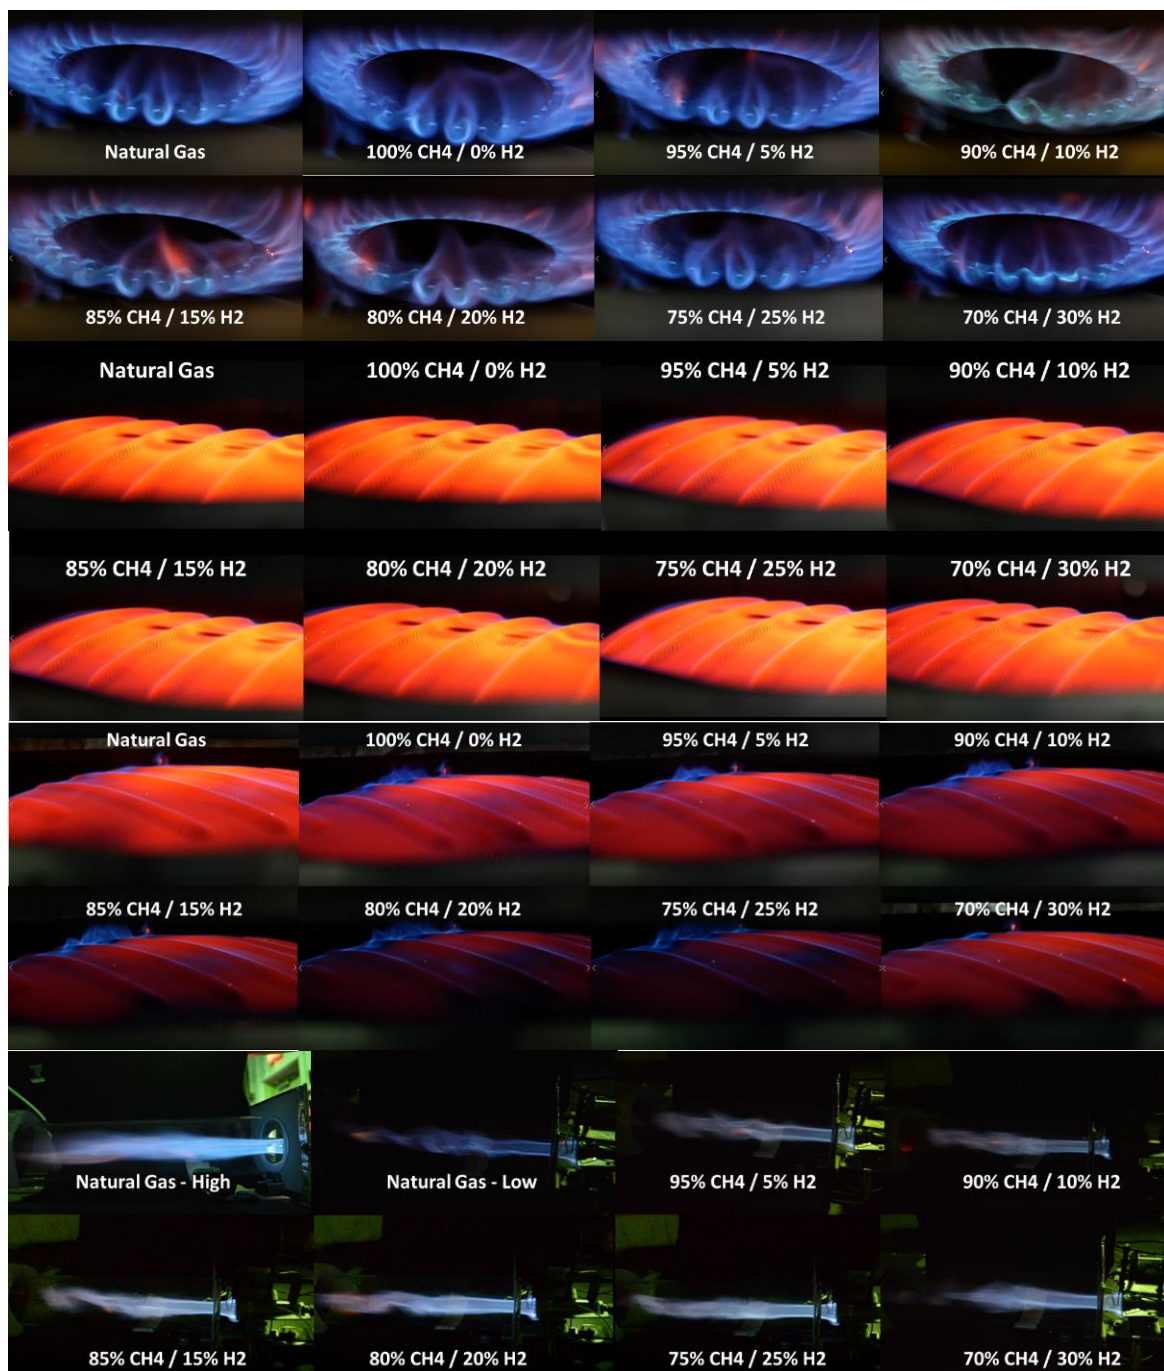 Natural Gas
100% CH4 / 0% H2
95% CH4 / 5% H2
90% CH4 / 10% H2
85% CH4 / 15% H2
80% CH4 / 20% H2
75% CH4 / 25% H2
70% CH4 / 30% H2
Natural Gas
100% CH4 / 0% H2
95% CH4 / 5% H2
90% CH4 / 10% H2
85% CH4 / 15% H2
80% CH4 / 20% H2
75% CH4 / 25% H2
70% CH4 / 30% H2
Natural Gas
100% CH4 / 0% H2
95% CH4 / 5% H2
90% CH4 / 10% H2
85% CH4 / 15% H2
80% CH4 / 20% H2
75% CH4 / 25% H2
70% CH4 / 30% H2
Natural Gas - High
Natural Gas - Low
95% CH4 / 5% H2
90% CH4 / 10% H2
85% CH4 / 15% H2
80% CH4 / 20% H2
75% CH4 / 25% H2
70% CH4 / 30% H2